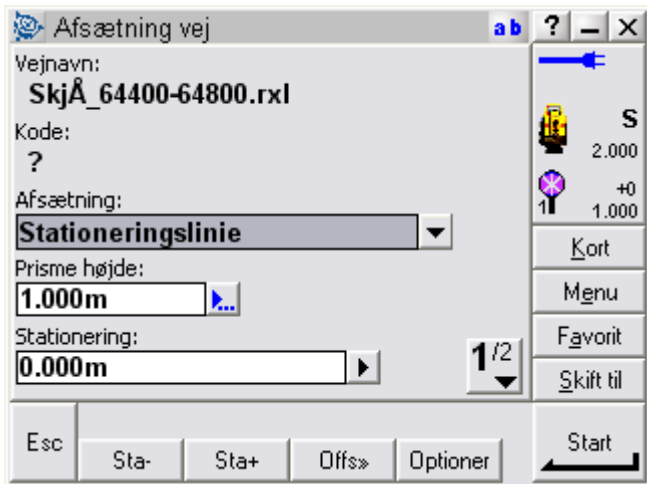 Afsætning vej
ab
?
Vejnavn:
SkjÅ_64400-64800.rxl
Kode:
?
Afsætning:
Stationeringslinie
Prisme højde:
1.000m
Stationering:
0.000m
1/2
S
2.000
+0
1
1.000
Kort
Menu
Favorit
Skift til
Esc
Sta-
Sta+
Offs»
Optioner
Start